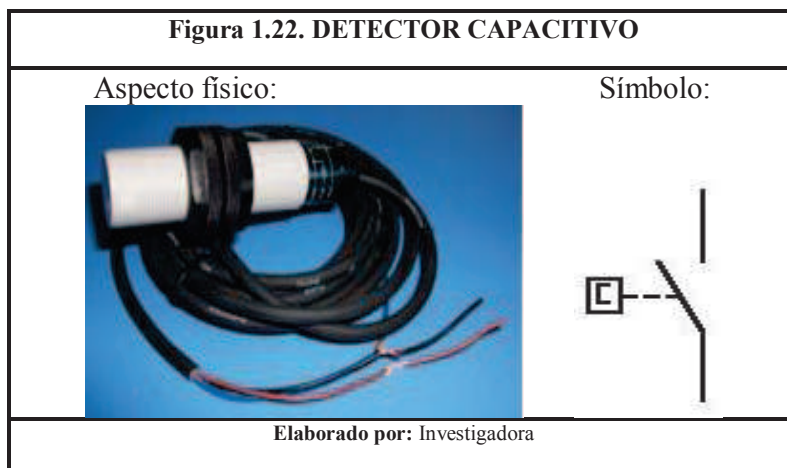 Figura 1.22. DETECTOR CAPACITIVO
Aspecto físico:
Símbolo:
C
Elaborado por: Investigadora